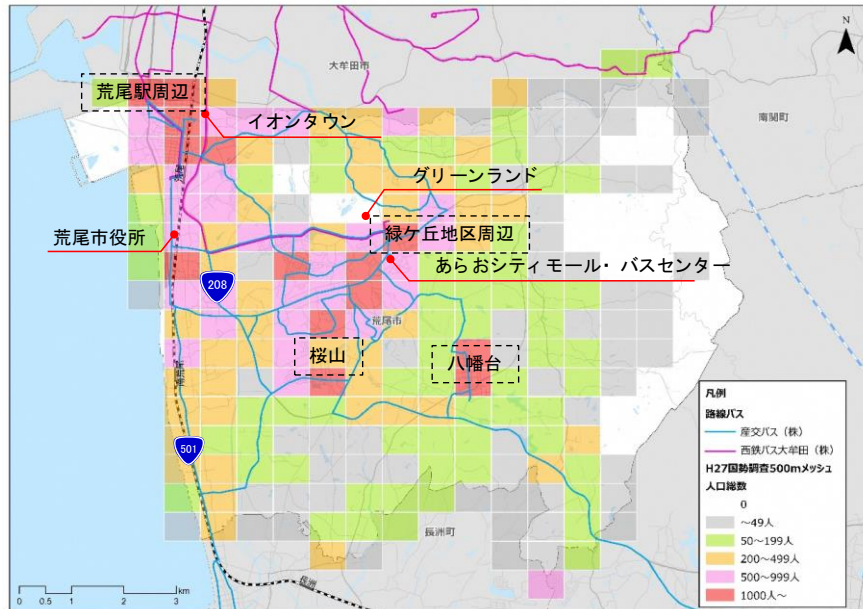 N
大牟田市
荒尾駅周辺
イオンタウン
南関町
グリーンランド
荒尾市役所
緑ケ丘地区周辺
あらおシティモール・バスセンター
208
荒尾市
桜山
八幡台
501
長洲町
長洲
凡例
路線バス
産交バス（株）
西鉄バス大牟田（株）
H27国勢調査500mメッシュ
人口総数
0
～49人
50～199人
200～499人
500～999人
1000人～
0 0.5 1 2 3 km